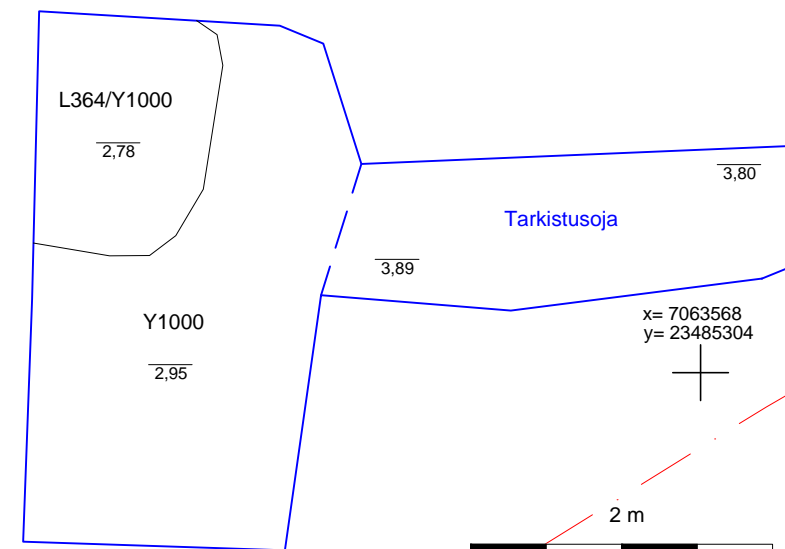 L364/Y1000
2,78
3,80
Tarkistusoja
3,89
x= 7063568
y= 23485304
Y1000
2,95
2 m